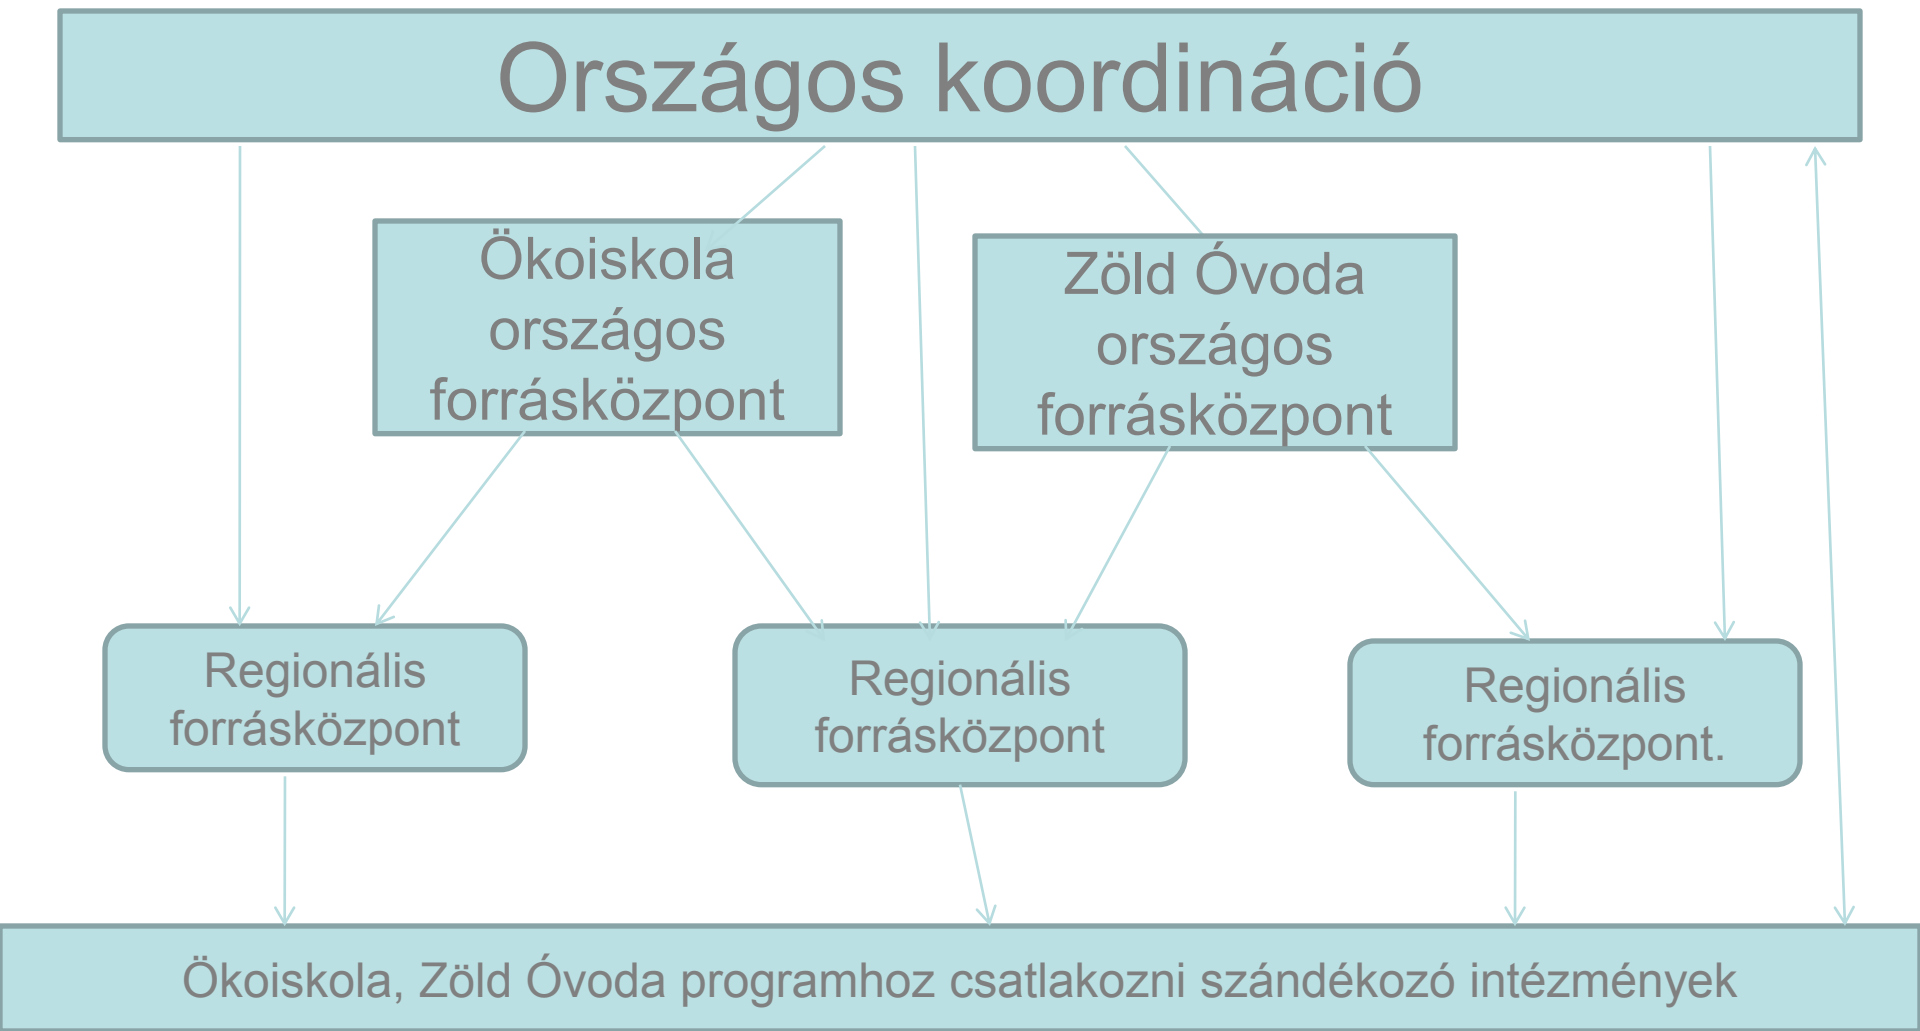 Országos koordináció
Ökoiskola
országos
forrásközpont
Zöld Óvoda
országos
forrásközpont
Regionális
forrásközpont
Regionális
forrásközpont
Regionális
forrásközpont.
Ökoiskola, Zöld Óvoda programhoz csatlakozni szándékozó intézmények